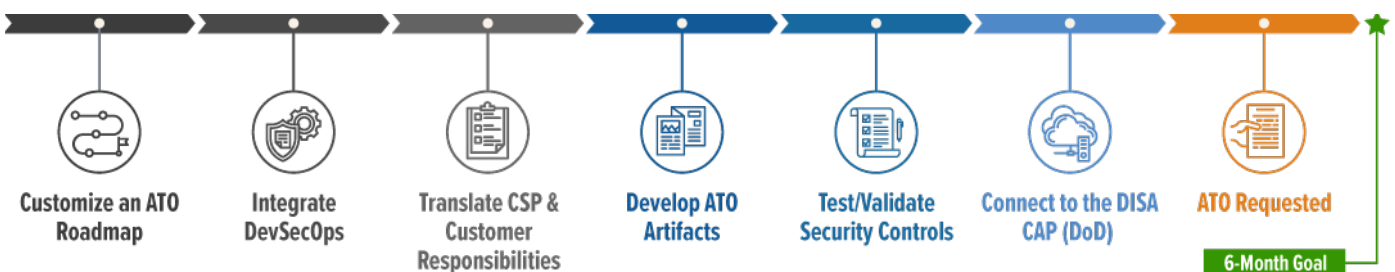 Customize an ATO
Roadmap
Integrate
DevSecOps
Translate CSP &
Customer
Responsibilities
Develop ATO
Artifacts
Test/Validate
Security Controls
Connect to the DISA
CAP (DoD)
ATO Requested
6-Month Goal